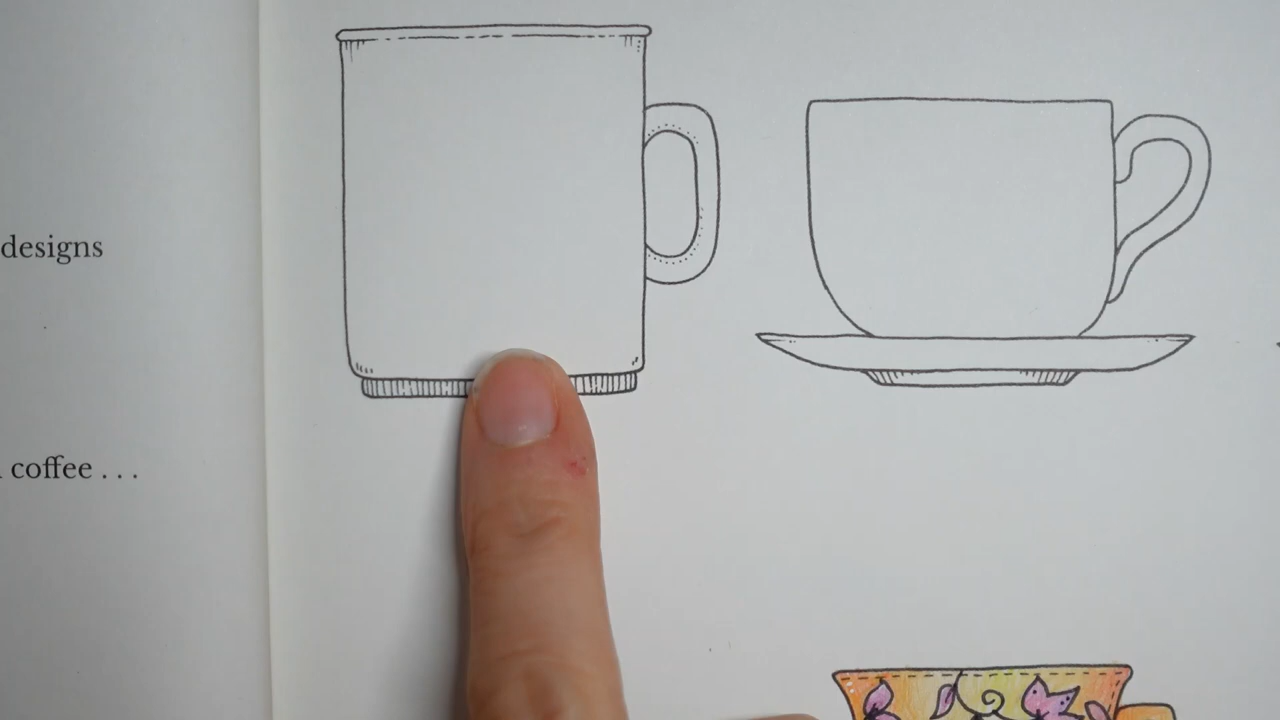 designs
coffee . . .